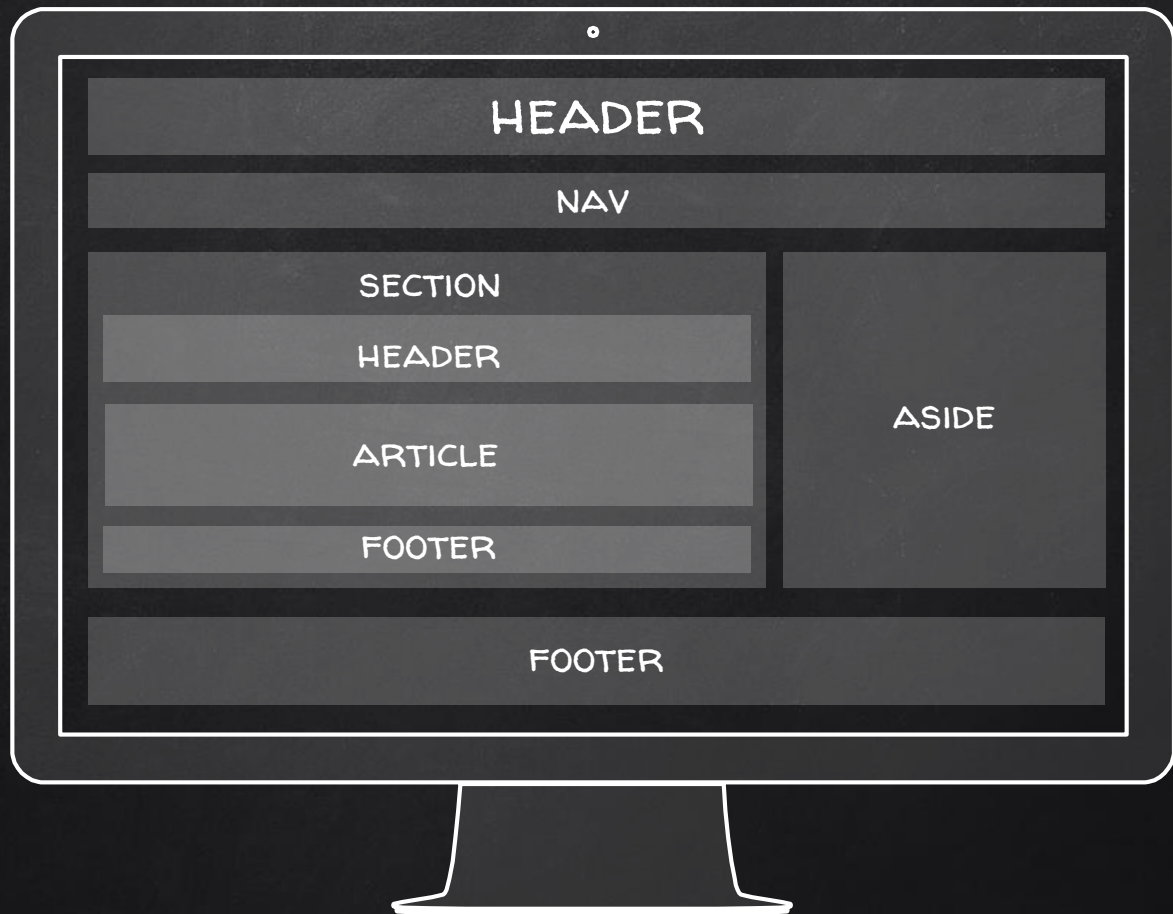 HEADER
NAV
SECTION
HEADER
ARTICLE
FOOTER
ASIDE
FOOTER